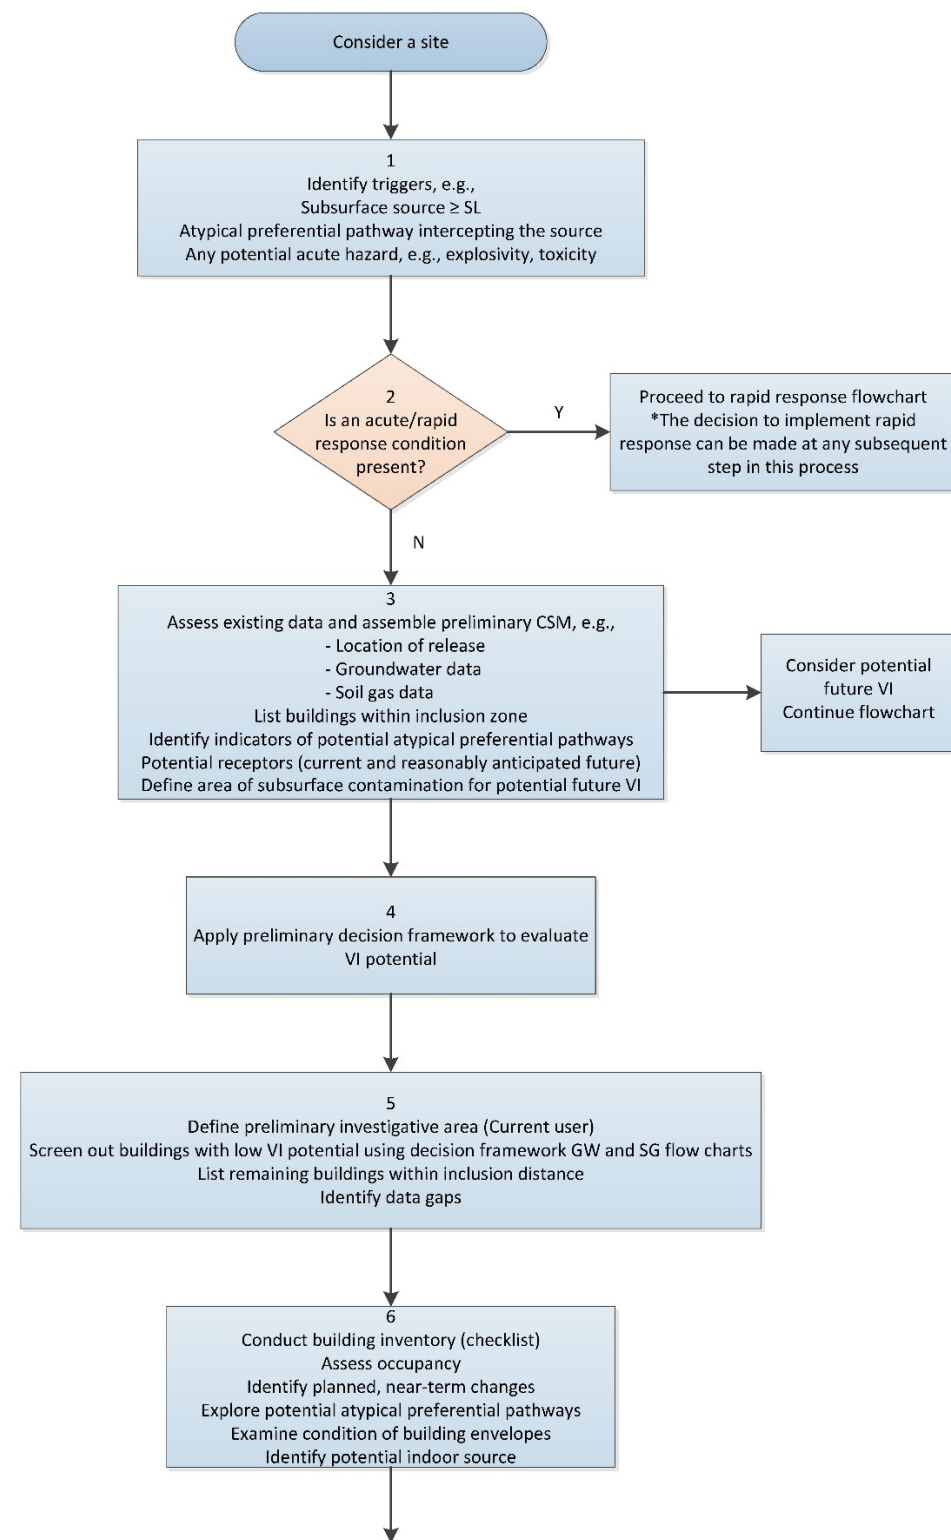 Consider a site
1
Identify triggers, e.g.,
Subsurface source ≥ SL
Atypical preferential pathway intercepting the source
Any potential acute hazard, e.g., explosivity, toxicity
2
Is an acute/rapid
response condition
present?
Y
Proceed to rapid response flowchart
*The decision to implement rapid
response can be made at any subsequent
step in this process
N
3
Assess existing data and assemble preliminary CSM, e.g.,
- Location of release
- Groundwater data
- Soil gas data
List buildings within inclusion zone
Identify indicators of potential atypical preferential pathways
Potential receptors (current and reasonably anticipated future)
Define area of subsurface contamination for potential future VI
Consider potential
future VI
Continue flowchart
4
Apply preliminary decision framework to evaluate
VI potential
5
Define preliminary investigative area (Current user)
Screen out buildings with low VI potential using decision framework GW and SG flow charts
List remaining buildings within inclusion distance
Identify data gaps
6
Conduct building inventory (checklist)
Assess occupancy
Identify planned, near-term changes
Explore potential atypical preferential pathways
Examine condition of building envelopes
Identify potential indoor source